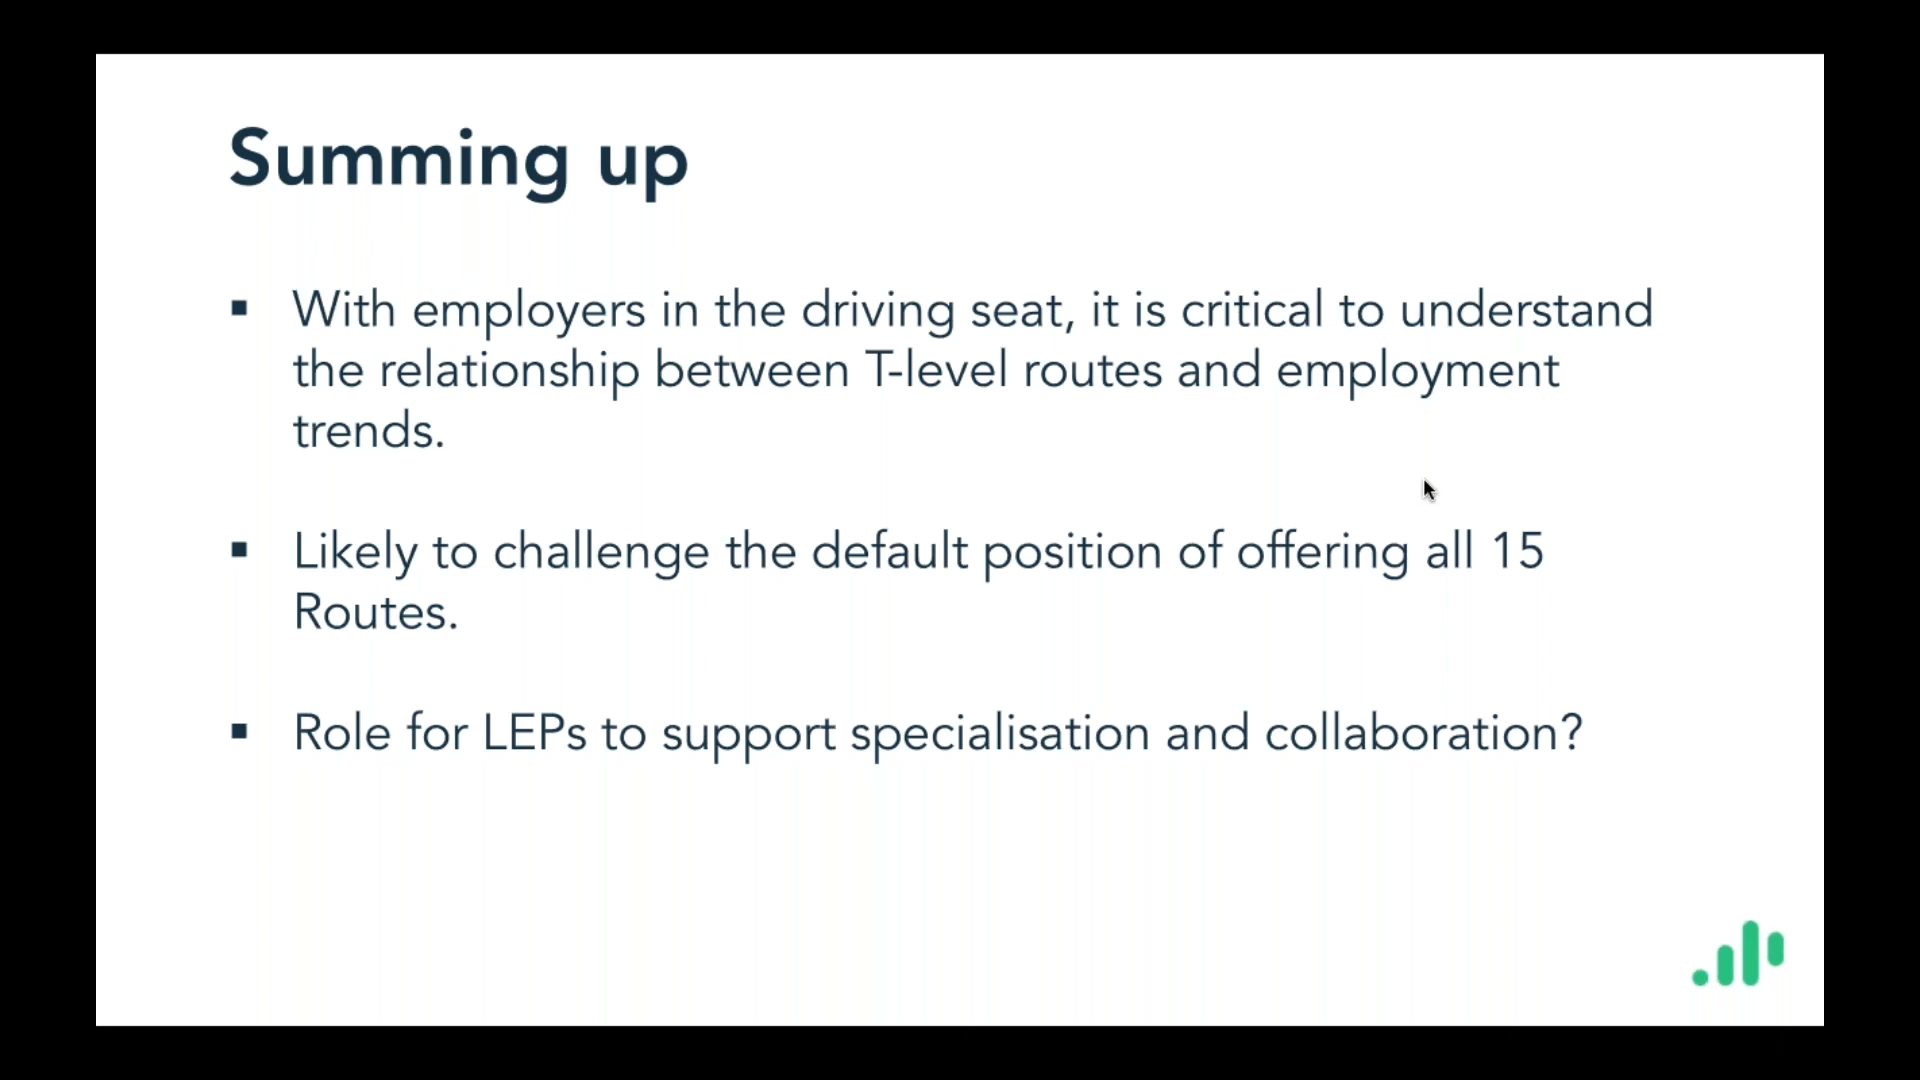 Summing up
▪ With employers in the driving seat, it is critical to understand
the relationship between T-level routes and employment
trends.
▪ Likely to challenge the default position of offering all 15
Routes.
▪ Role for LEPs to support specialisation and collaboration?